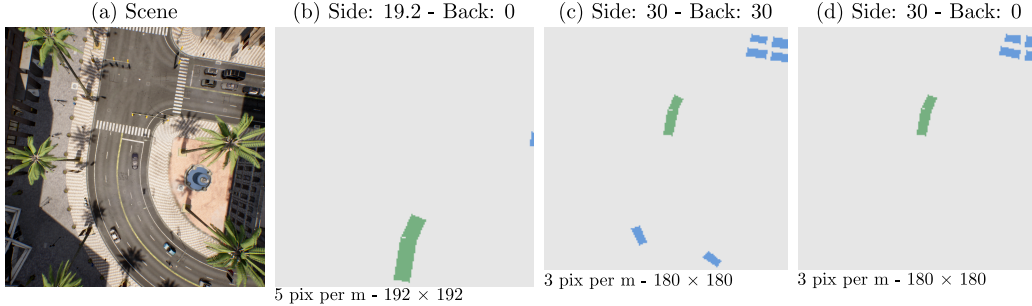 (a) Scene
(b) Side: 19.2 - Back: 0
(c) Side: 30 - Back: 30
(d) Side: 30 - Back: 0
5 pix per m - 192 × 192
3 pix per m - 180 × 180
3 pix per m - 180 × 180